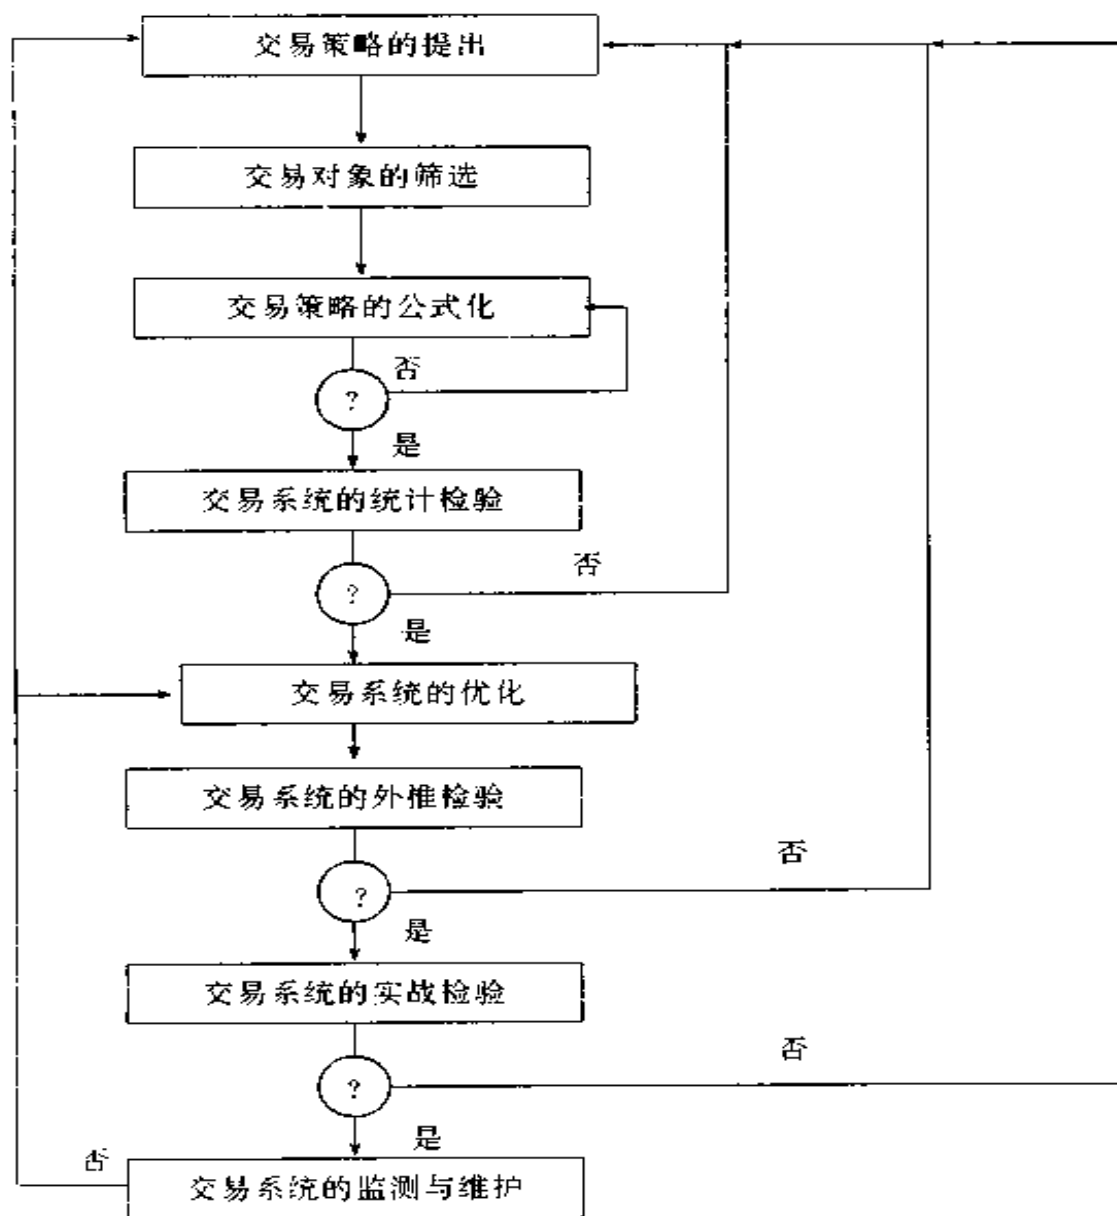 交易策略的提出
交易对象的筛选
交易策略的公式化
否
?
是
交易系统的统计检验
否
?
是
交易系统的优化
交易系统的外推检验
否
?
是
交易系统的实战检验
否
?
是
否
交易系统的监测与维护